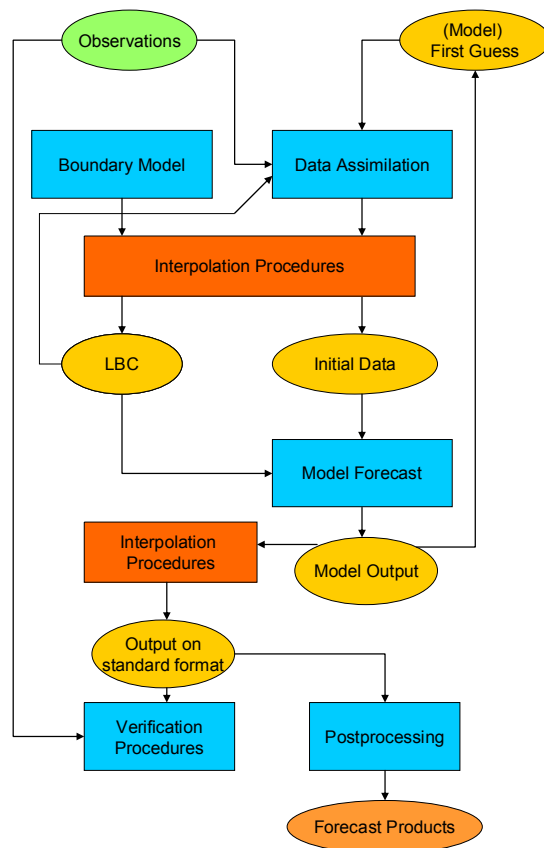 Observations
(Model)
First Guess
Boundary Model
Data Assimilation
Interpolation Procedures
LBC
Initial Data
Model Forecast
Interpolation
Procedures
Model Output
Output on
standard format
Verification
Procedures
Postprocessing
Forecast Products